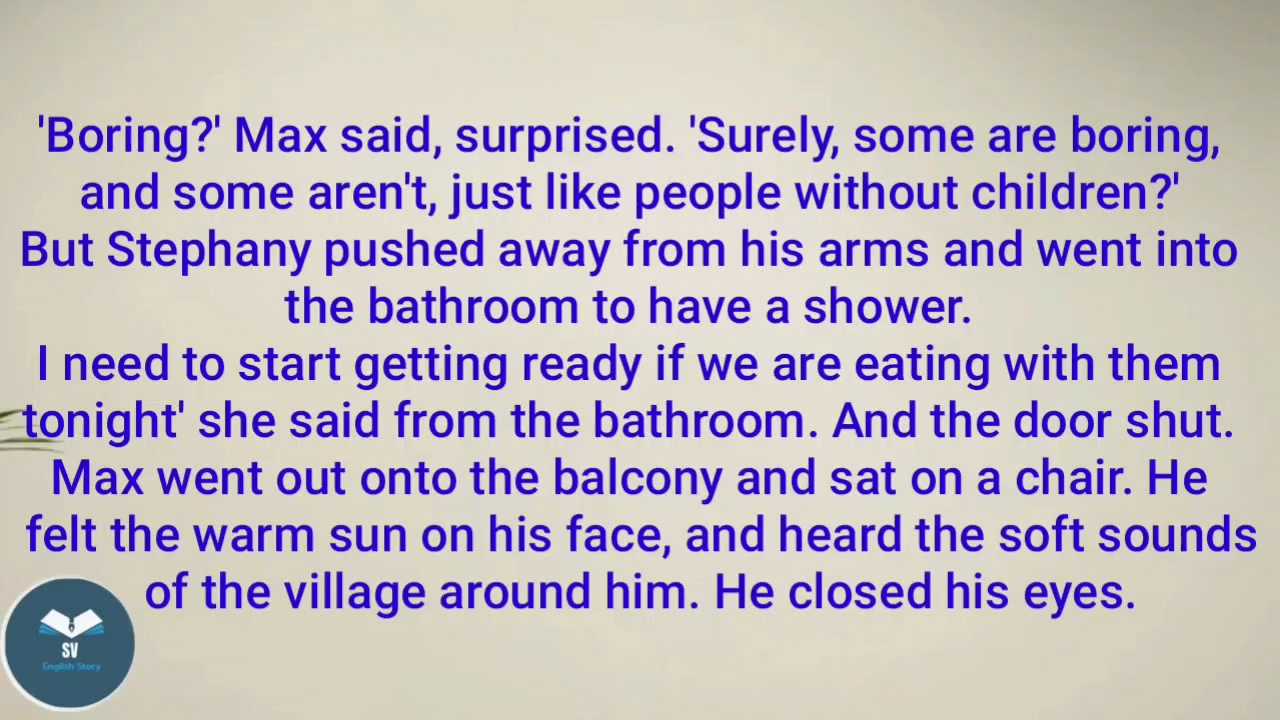 'Boring?' Max said, surprised. 'Surely, some are boring,
and some aren't, just like people without children?'
But Stephany pushed away from his arms and went into
the bathroom to have a shower.
I need to start getting ready if we are eating with them
tonight' she said from the bathroom. And the door shut.
Max went out onto the balcony and sat on a chair. He
felt the warm sun on his face, and heard the soft sounds
of the village around him. He closed his eyes.
SV
English Story